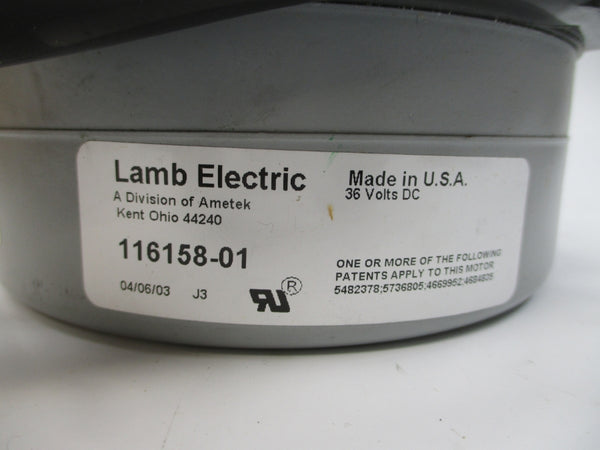 Lamb Electric
A Division of Ametek
Kent Ohio 44240
Made in U.S.A.
36 Volts DC
116158-01
04/06/03 J3
ONE OR MORE OF THE FOLLOWING
PATENTS APPLY TO THIS MOTOR
5482378;5736805;4669952;4684835
®